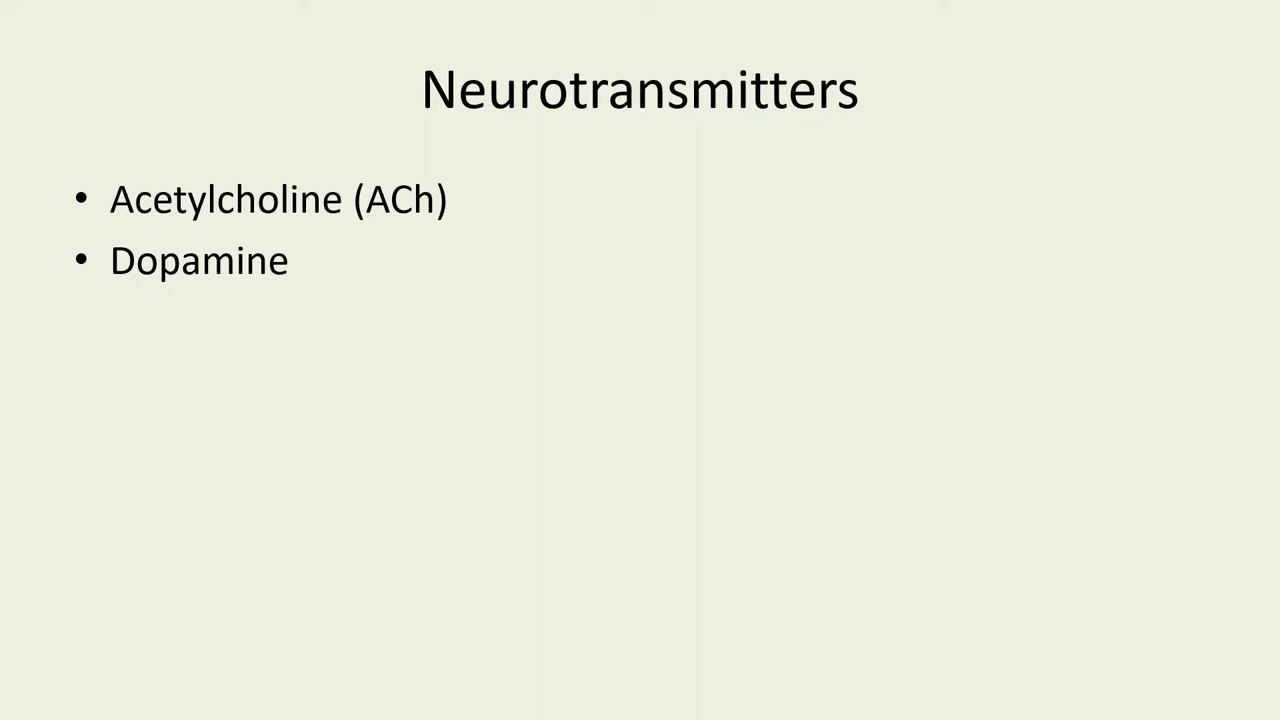 Neurotransmitters
• Acetylcholine (ACh)
• Dopamine